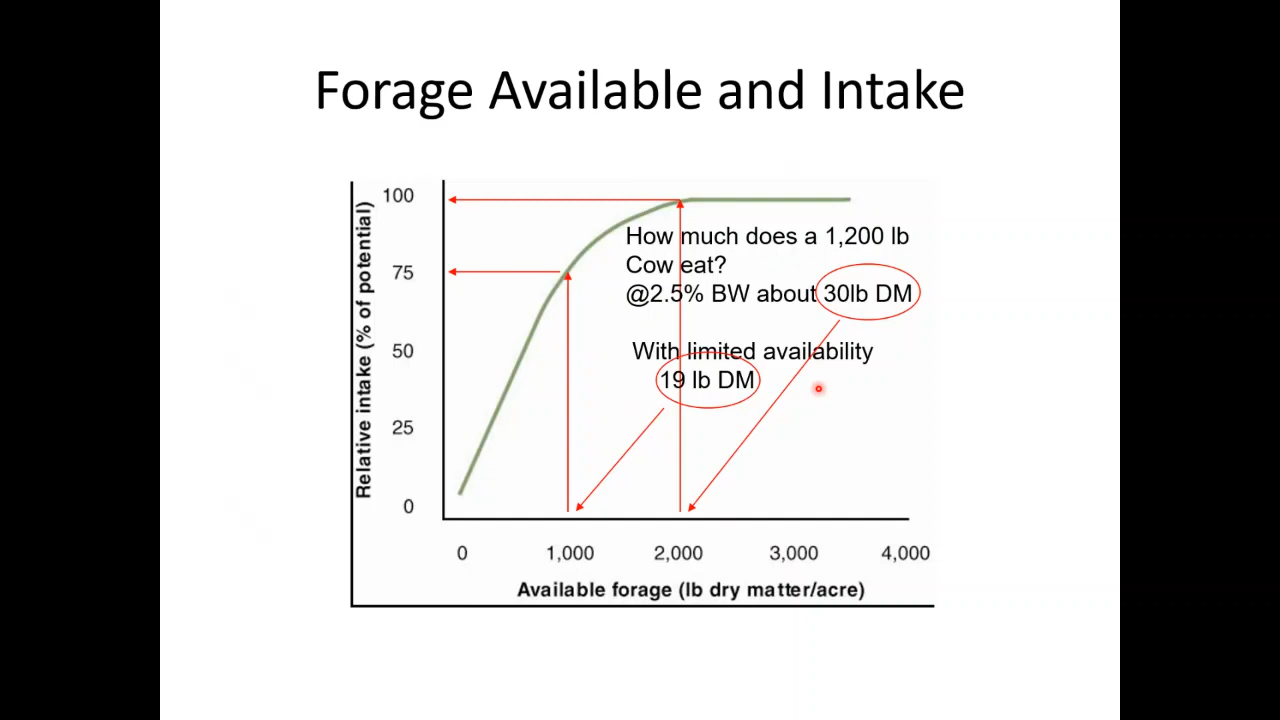 Forage Available and Intake
Relative intake (% of potential)
100
75
50
25
0
How much does a 1,200 lb
Cow eat?
@2.5% BW about 30lb DM
With limited availability
19 lb DM
0 1,000 2,000 3,000 4,000
Available forage (lb dry matter/acre)